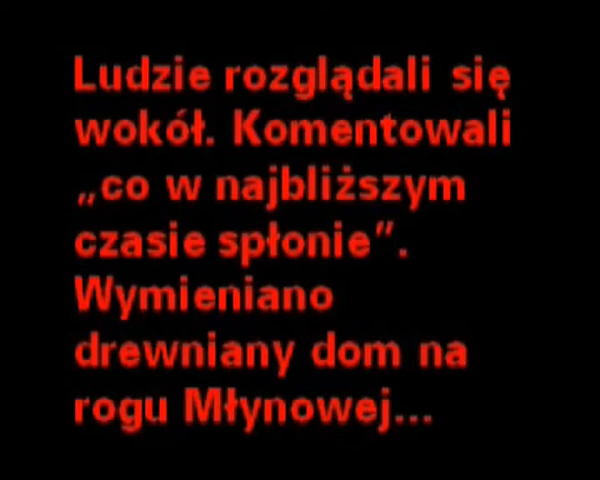 Ludzie rozglądali się
wokół. Komentowali
„co w najbliższym
czasie spłonie”.
Wymieniano
drewniany dom na
rogu Młynowej...